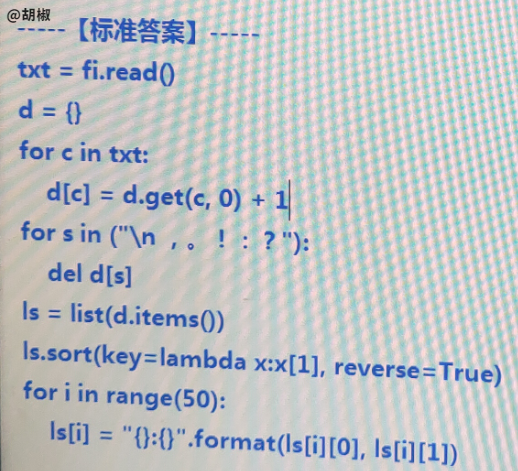 @胡椒
-----【标准答案】-----
txt = fi.read()
d = {}
for c in txt:
    d[c] = d.get(c, 0) + 1
for s in ("\n ，。！：？"):
    del d[s]
ls = list(d.items())
ls.sort(key=lambda x:x[1], reverse=True)
for i in range(50):
    ls[i] = "{}:{}".format(ls[i][0], ls[i][1])